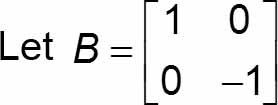 Let B = [1 0
0 −1]